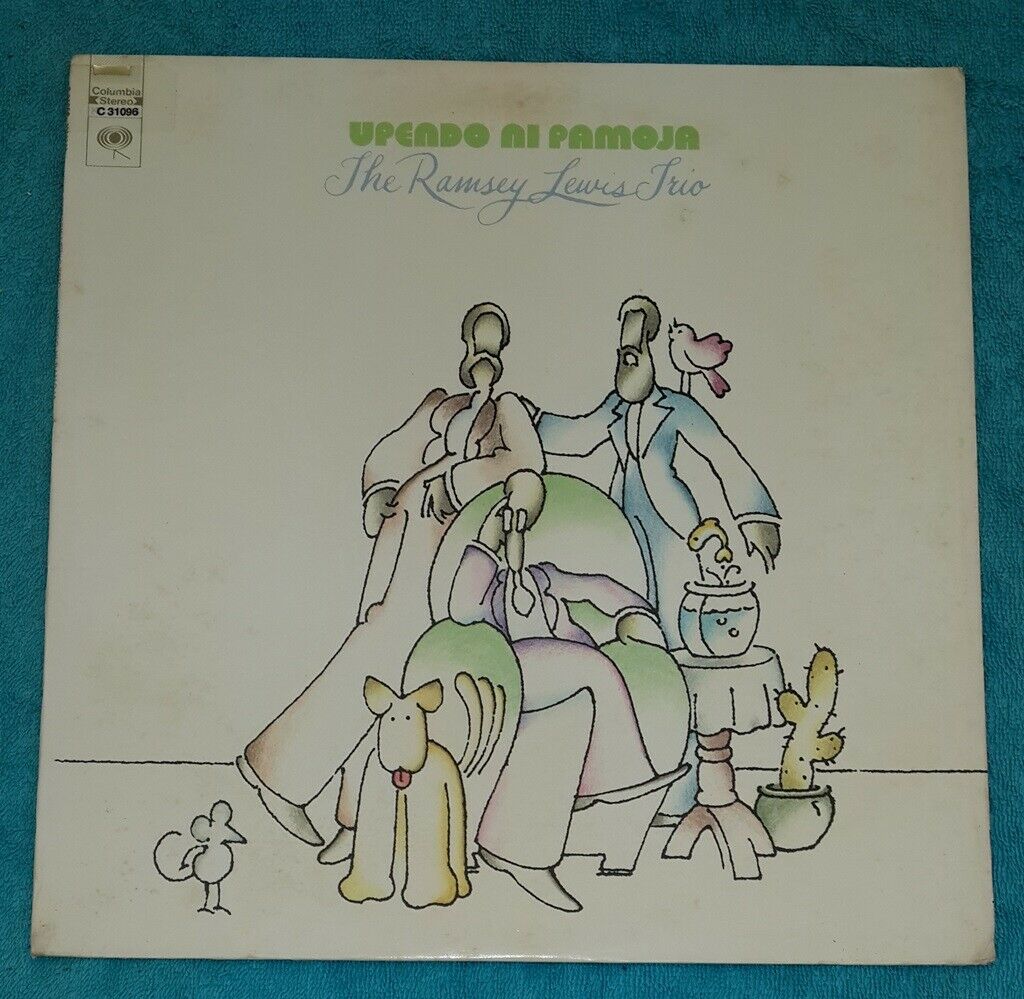 Columbia
Stereo
C 31096
UPENDO NI PAMOJA
The Ramsey Lewis Trio